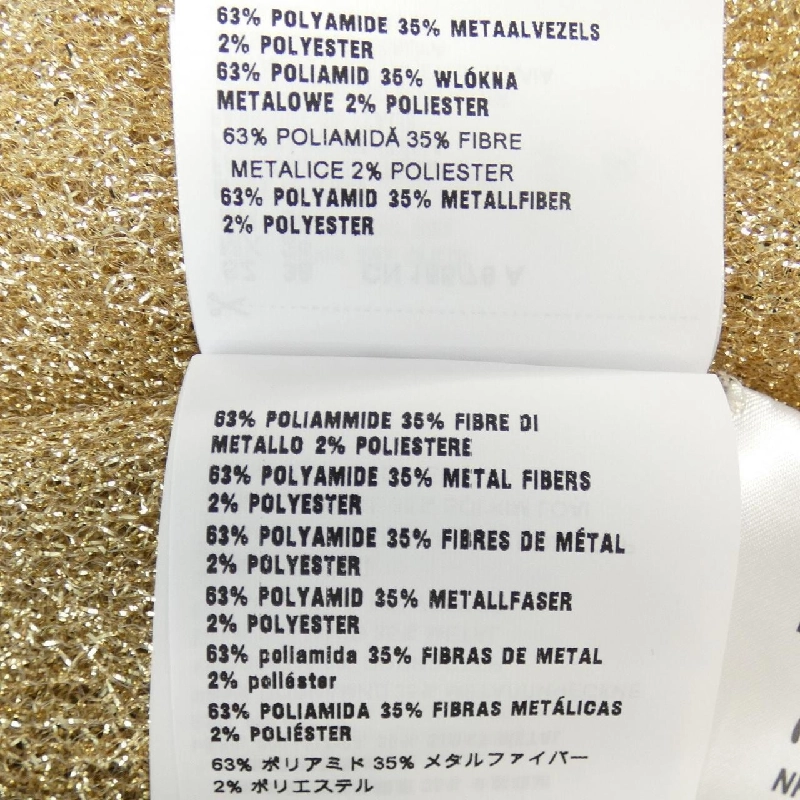 63% POLYAMIDE 35% METAALVEZELS
2% POLYESTER
63% POLIAMID 35% WLÓKNA
METALOWE 2% POLIESTER
63% POLIAMIDĂ 35% FIBRE
METALICE 2% POLIESTER
63% POLYAMID 35% METALLFIBER
2% POLYESTER
63% POLIAMMIDE 35% FIBRE DI
METALLO 2% POLIESTERE
63% POLYAMIDE 35% METAL FIBERS
2% POLYESTER
63% POLYAMIDE 35% FIBRES DE MÉTAL
2% POLYESTER
63% POLYAMID 35% METALLFASER
2% POLYESTER
63% poliamida 35% FIBRAS DE METAL
2% poliéster
63% POLIAMIDA 35% FIBRAS METÁLICAS
2% POLIÉSTER
63% ポリアミド 35% メタルファイバー
2% ポリエステル